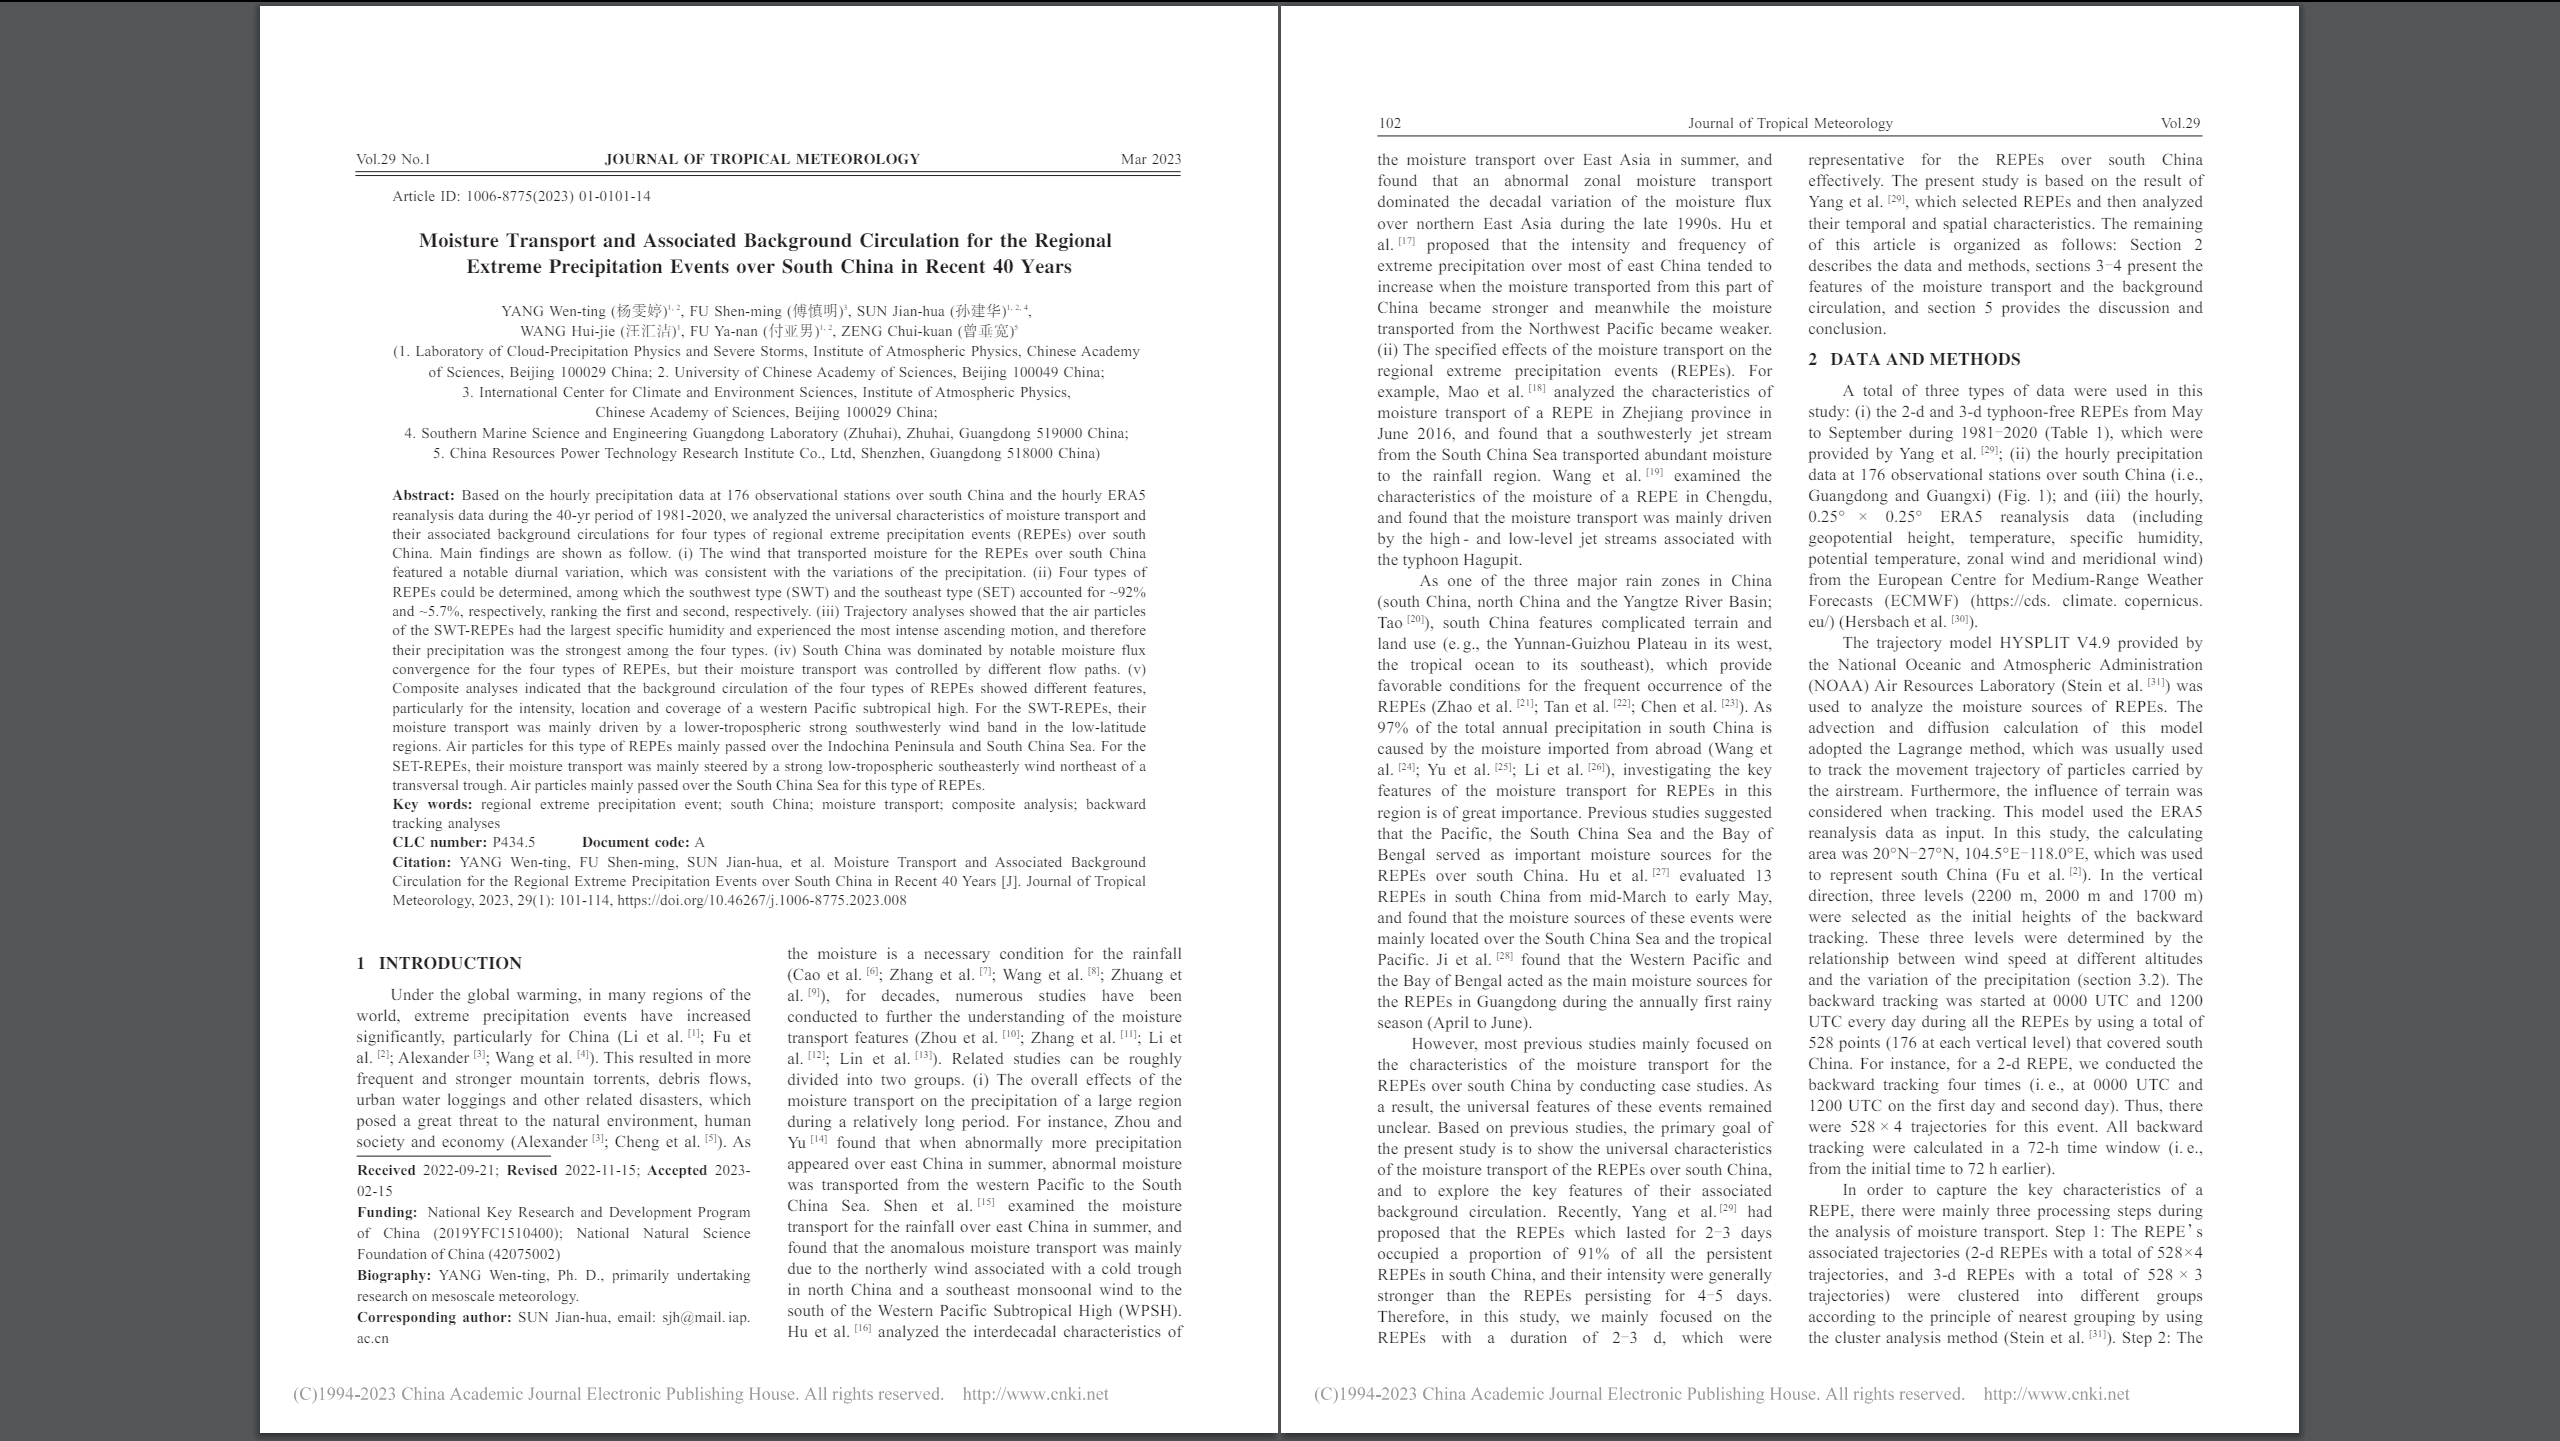 Vol.29 No.1 JOURNAL OF TROPICAL METEOROLOGY Mar 2023
Article ID: 1006-8775(2023) 01-0101-14
Moisture Transport and Associated Background Circulation for the Regional
Extreme Precipitation Events over South China in Recent 40 Years
YANG Wen-ting (杨雯婷)1, 2, FU Shen-ming (傅慎明)3, SUN Jian-hua (孙建华)1, 2, 4,
WANG Hui-jie (汪汇洁)1, FU Ya-nan (付亚男)1, 2, ZENG Chui-kuan (曾垂宽)5
(1. Laboratory of Cloud-Precipitation Physics and Severe Storms, Institute of Atmospheric Physics, Chinese Academy
of Sciences, Beijing 100029 China; 2. University of Chinese Academy of Sciences, Beijing 100049 China;
3. International Center for Climate and Environment Sciences, Institute of Atmospheric Physics,
Chinese Academy of Sciences, Beijing 100029 China;
4. Southern Marine Science and Engineering Guangdong Laboratory (Zhuhai), Zhuhai, Guangdong 519000 China;
5. China Resources Power Technology Research Institute Co., Ltd, Shenzhen, Guangdong 518000 China)
Abstract: Based on the hourly precipitation data at 176 observational stations over south China and the hourly ERA5
reanalysis data during the 40-yr period of 1981-2020, we analyzed the universal characteristics of moisture transport and
their associated background circulations for four types of regional extreme precipitation events (REPEs) over south
China. Main findings are shown as follow. (i) The wind that transported moisture for the REPEs over south China
featured a notable diurnal variation, which was consistent with the variations of the precipitation. (ii) Four types of
REPEs could be determined, among which the southwest type (SWT) and the southeast type (SET) accounted for ~92%
and ~5.7%, respectively, ranking the first and second, respectively. (iii) Trajectory analyses showed that the air particles
of the SWT-REPEs had the largest specific humidity and experienced the most intense ascending motion, and therefore
their precipitation was the strongest among the four types. (iv) South China was dominated by notable moisture flux
convergence for the four types of REPEs, but their moisture transport was controlled by different flow paths. (v)
Composite analyses indicated that the background circulation of the four types of REPEs showed different features,
particularly for the intensity, location and coverage of a western Pacific subtropical high. For the SWT-REPEs, their
moisture transport was mainly driven by a lower-tropospheric strong southwesterly wind band in the low-latitude
regions. Air particles for this type of REPEs mainly passed over the Indochina Peninsula and South China Sea. For the
SET-REPEs, their moisture transport was mainly steered by a strong low-tropospheric southeasterly wind northeast of a
transversal trough. Air particles mainly passed over the South China Sea for this type of REPEs.
Key words: regional extreme precipitation event; south China; moisture transport; composite analysis; backward
tracking analyses
CLC number: P434.5 Document code: A
Citation: YANG Wen-ting, FU Shen-ming, SUN Jian-hua, et al. Moisture Transport and Associated Background
Circulation for the Regional Extreme Precipitation Events over South China in Recent 40 Years [J]. Journal of Tropical
Meteorology, 2023, 29(1): 101-114, https://doi.org/10.46267/j.1006-8775.2023.008
1 INTRODUCTION
Under the global warming, in many regions of the
world, extreme precipitation events have increased
significantly, particularly for China (Li et al. [1]; Fu et
al. [2]; Alexander [3]; Wang et al. [4]). This resulted in more
frequent and stronger mountain torrents, debris flows,
urban water loggings and other related disasters, which
posed a great threat to the natural environment, human
society and economy (Alexander [3]; Cheng et al. [5]). As
Received 2022-09-21; Revised 2022-11-15; Accepted 2023-
02-15
Funding: National Key Research and Development Program
of China (2019YFC1510400); National Natural Science
Foundation of China (42075002)
Biography: YANG Wen-ting, Ph. D., primarily undertaking
research on mesoscale meteorology.
Corresponding author: SUN Jian-hua, email: sjh@mail. iap.
ac.cn
the moisture is a necessary condition for the rainfall
(Cao et al. [6]; Zhang et al. [7]; Wang et al. [8]; Zhuang et
al. [9]), for decades, numerous studies have been
conducted to further the understanding of the moisture
transport features (Zhou et al. [10]; Zhang et al. [11]; Li et
al. [12]; Lin et al. [13]). Related studies can be roughly
divided into two groups. (i) The overall effects of the
moisture transport on the precipitation of a large region
during a relatively long period. For instance, Zhou and
Yu [14] found that when abnormally more precipitation
appeared over east China in summer, abnormal moisture
was transported from the western Pacific to the South
China Sea. Shen et al. [15] examined the moisture
transport for the rainfall over east China in summer, and
found that the anomalous moisture transport was mainly
due to the northerly wind associated with a cold trough
in north China and a southeast monsoonal wind to the
south of the Western Pacific Subtropical High (WPSH).
Hu et al. [16] analyzed the interdecadal characteristics of
(C)1994-2023 China Academic Journal Electronic Publishing House. All rights reserved. http://www.cnki.net
102 Journal of Tropical Meteorology Vol.29
the moisture transport over East Asia in summer, and
found that an abnormal zonal moisture transport
dominated the decadal variation of the moisture flux
over northern East Asia during the late 1990s. Hu et
al. [17] proposed that the intensity and frequency of
extreme precipitation over most of east China tended to
increase when the moisture transported from this part of
China became stronger and meanwhile the moisture
transported from the Northwest Pacific became weaker.
(ii) The specified effects of the moisture transport on the
regional extreme precipitation events (REPEs). For
example, Mao et al. [18] analyzed the characteristics of
moisture transport of a REPE in Zhejiang province in
June 2016, and found that a southwesterly jet stream
from the South China Sea transported abundant moisture
to the rainfall region. Wang et al. [19] examined the
characteristics of the moisture of a REPE in Chengdu,
and found that the moisture transport was mainly driven
by the high - and low-level jet streams associated with
the typhoon Hagupit.
As one of the three major rain zones in China
(south China, north China and the Yangtze River Basin;
Tao [20]), south China features complicated terrain and
land use (e. g., the Yunnan-Guizhou Plateau in its west,
the tropical ocean to its southeast), which provide
favorable conditions for the frequent occurrence of the
REPEs (Zhao et al. [21]; Tan et al. [22]; Chen et al. [23]). As
97% of the total annual precipitation in south China is
caused by the moisture imported from abroad (Wang et
al. [24]; Yu et al. [25]; Li et al. [26]), investigating the key
features of the moisture transport for REPEs in this
region is of great importance. Previous studies suggested
that the Pacific, the South China Sea and the Bay of
Bengal served as important moisture sources for the
REPEs over south China. Hu et al. [27] evaluated 13
REPEs in south China from mid-March to early May,
and found that the moisture sources of these events were
mainly located over the South China Sea and the tropical
Pacific. Ji et al. [28] found that the Western Pacific and
the Bay of Bengal acted as the main moisture sources for
the REPEs in Guangdong during the annually first rainy
season (April to June).
However, most previous studies mainly focused on
the characteristics of the moisture transport for the
REPEs over south China by conducting case studies. As
a result, the universal features of these events remained
unclear. Based on previous studies, the primary goal of
the present study is to show the universal characteristics
of the moisture transport of the REPEs over south China,
and to explore the key features of their associated
background circulation. Recently, Yang et al. [29] had
proposed that the REPEs which lasted for 2–3 days
occupied a proportion of 91% of all the persistent
REPEs in south China, and their intensity were generally
stronger than the REPEs persisting for 4–5 days.
Therefore, in this study, we mainly focused on the
REPEs with a duration of 2–3 d, which were
representative for the REPEs over south China
effectively. The present study is based on the result of
Yang et al. [29], which selected REPEs and then analyzed
their temporal and spatial characteristics. The remaining
of this article is organized as follows: Section 2
describes the data and methods, sections 3–4 present the
features of the moisture transport and the background
circulation, and section 5 provides the discussion and
conclusion.
2 DATA AND METHODS
A total of three types of data were used in this
study: (i) the 2-d and 3-d typhoon-free REPEs from May
to September during 1981–2020 (Table 1), which were
provided by Yang et al. [29]; (ii) the hourly precipitation
data at 176 observational stations over south China (i.e.,
Guangdong and Guangxi) (Fig. 1); and (iii) the hourly,
0.25° × 0.25° ERA5 reanalysis data (including
geopotential height, temperature, specific humidity,
potential temperature, zonal wind and meridional wind)
from the European Centre for Medium-Range Weather
Forecasts (ECMWF) (https://cds. climate. copernicus.
eu/) (Hersbach et al. [30]).
The trajectory model HYSPLIT V4.9 provided by
the National Oceanic and Atmospheric Administration
(NOAA) Air Resources Laboratory (Stein et al. [31]) was
used to analyze the moisture sources of REPEs. The
advection and diffusion calculation of this model
adopted the Lagrange method, which was usually used
to track the movement trajectory of particles carried by
the airstream. Furthermore, the influence of terrain was
considered when tracking. This model used the ERA5
reanalysis data as input. In this study, the calculating
area was 20°N–27°N, 104.5°E–118.0°E, which was used
to represent south China (Fu et al. [2]). In the vertical
direction, three levels (2200 m, 2000 m and 1700 m)
were selected as the initial heights of the backward
tracking. These three levels were determined by the
relationship between wind speed at different altitudes
and the variation of the precipitation (section 3.2). The
backward tracking was started at 0000 UTC and 1200
UTC every day during all the REPEs by using a total of
528 points (176 at each vertical level) that covered south
China. For instance, for a 2-d REPE, we conducted the
backward tracking four times (i. e., at 0000 UTC and
1200 UTC on the first day and second day). Thus, there
were 528 × 4 trajectories for this event. All backward
tracking were calculated in a 72-h time window (i. e.,
from the initial time to 72 h earlier).
In order to capture the key characteristics of a
REPE, there were mainly three processing steps during
the analysis of moisture transport. Step 1: The REPE’s
associated trajectories (2-d REPEs with a total of 528×4
trajectories, and 3-d REPEs with a total of 528 × 3
trajectories) were clustered into different groups
according to the principle of nearest grouping by using
the cluster analysis method (Stein et al. [31]). Step 2: The
(C)1994-2023 China Academic Journal Electronic Publishing House. All rights reserved. http://www.cnki.net